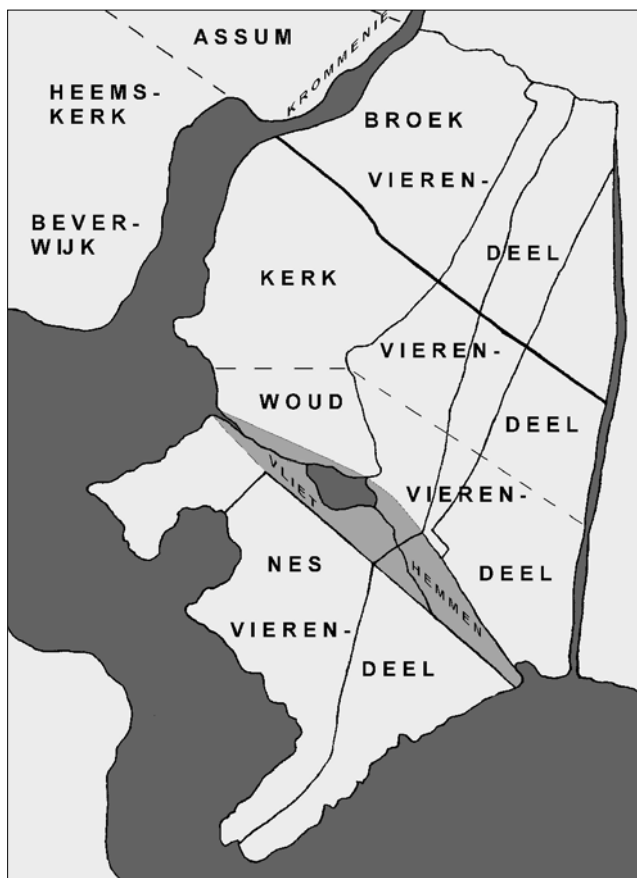 ASSUM
KROMMENIE
HEEMS-
KERK
BROEK
VIEREN-
DEEL
BEVER-
WIJK
KERK
VIEREN-
DEEL
WOUD
VLIET
VIEREN-
DEEL
HEMMEN
NES
VIEREN-
DEEL